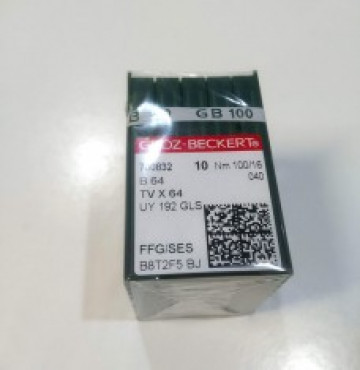 GB 100
GROZ-BECKERT®
10 Nm 100/16
040
B 64
TV X 64
UY 192 GLS
FFG/SES
B8T2F5 BJ